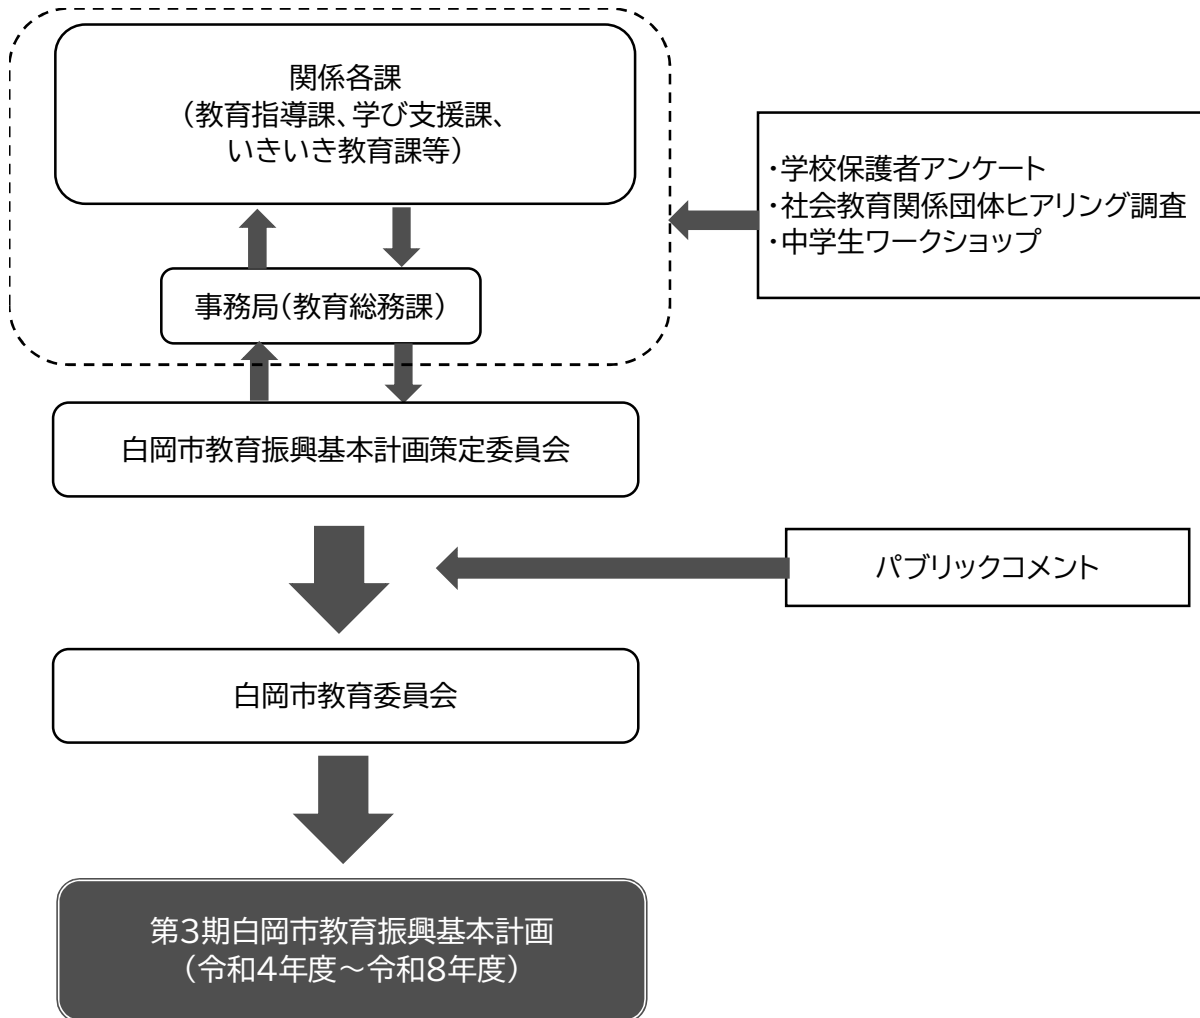 関係各課
（教育指導課、学び支援課、
いきいき教育課等）
・学校保護者アンケート
・社会教育関係団体ヒアリング調査
・中学生ワークショップ
事務局（教育総務課）
白岡市教育振興基本計画策定委員会
パブリックコメント
白岡市教育委員会
第3期白岡市教育振興基本計画
（令和4年度～令和8年度）